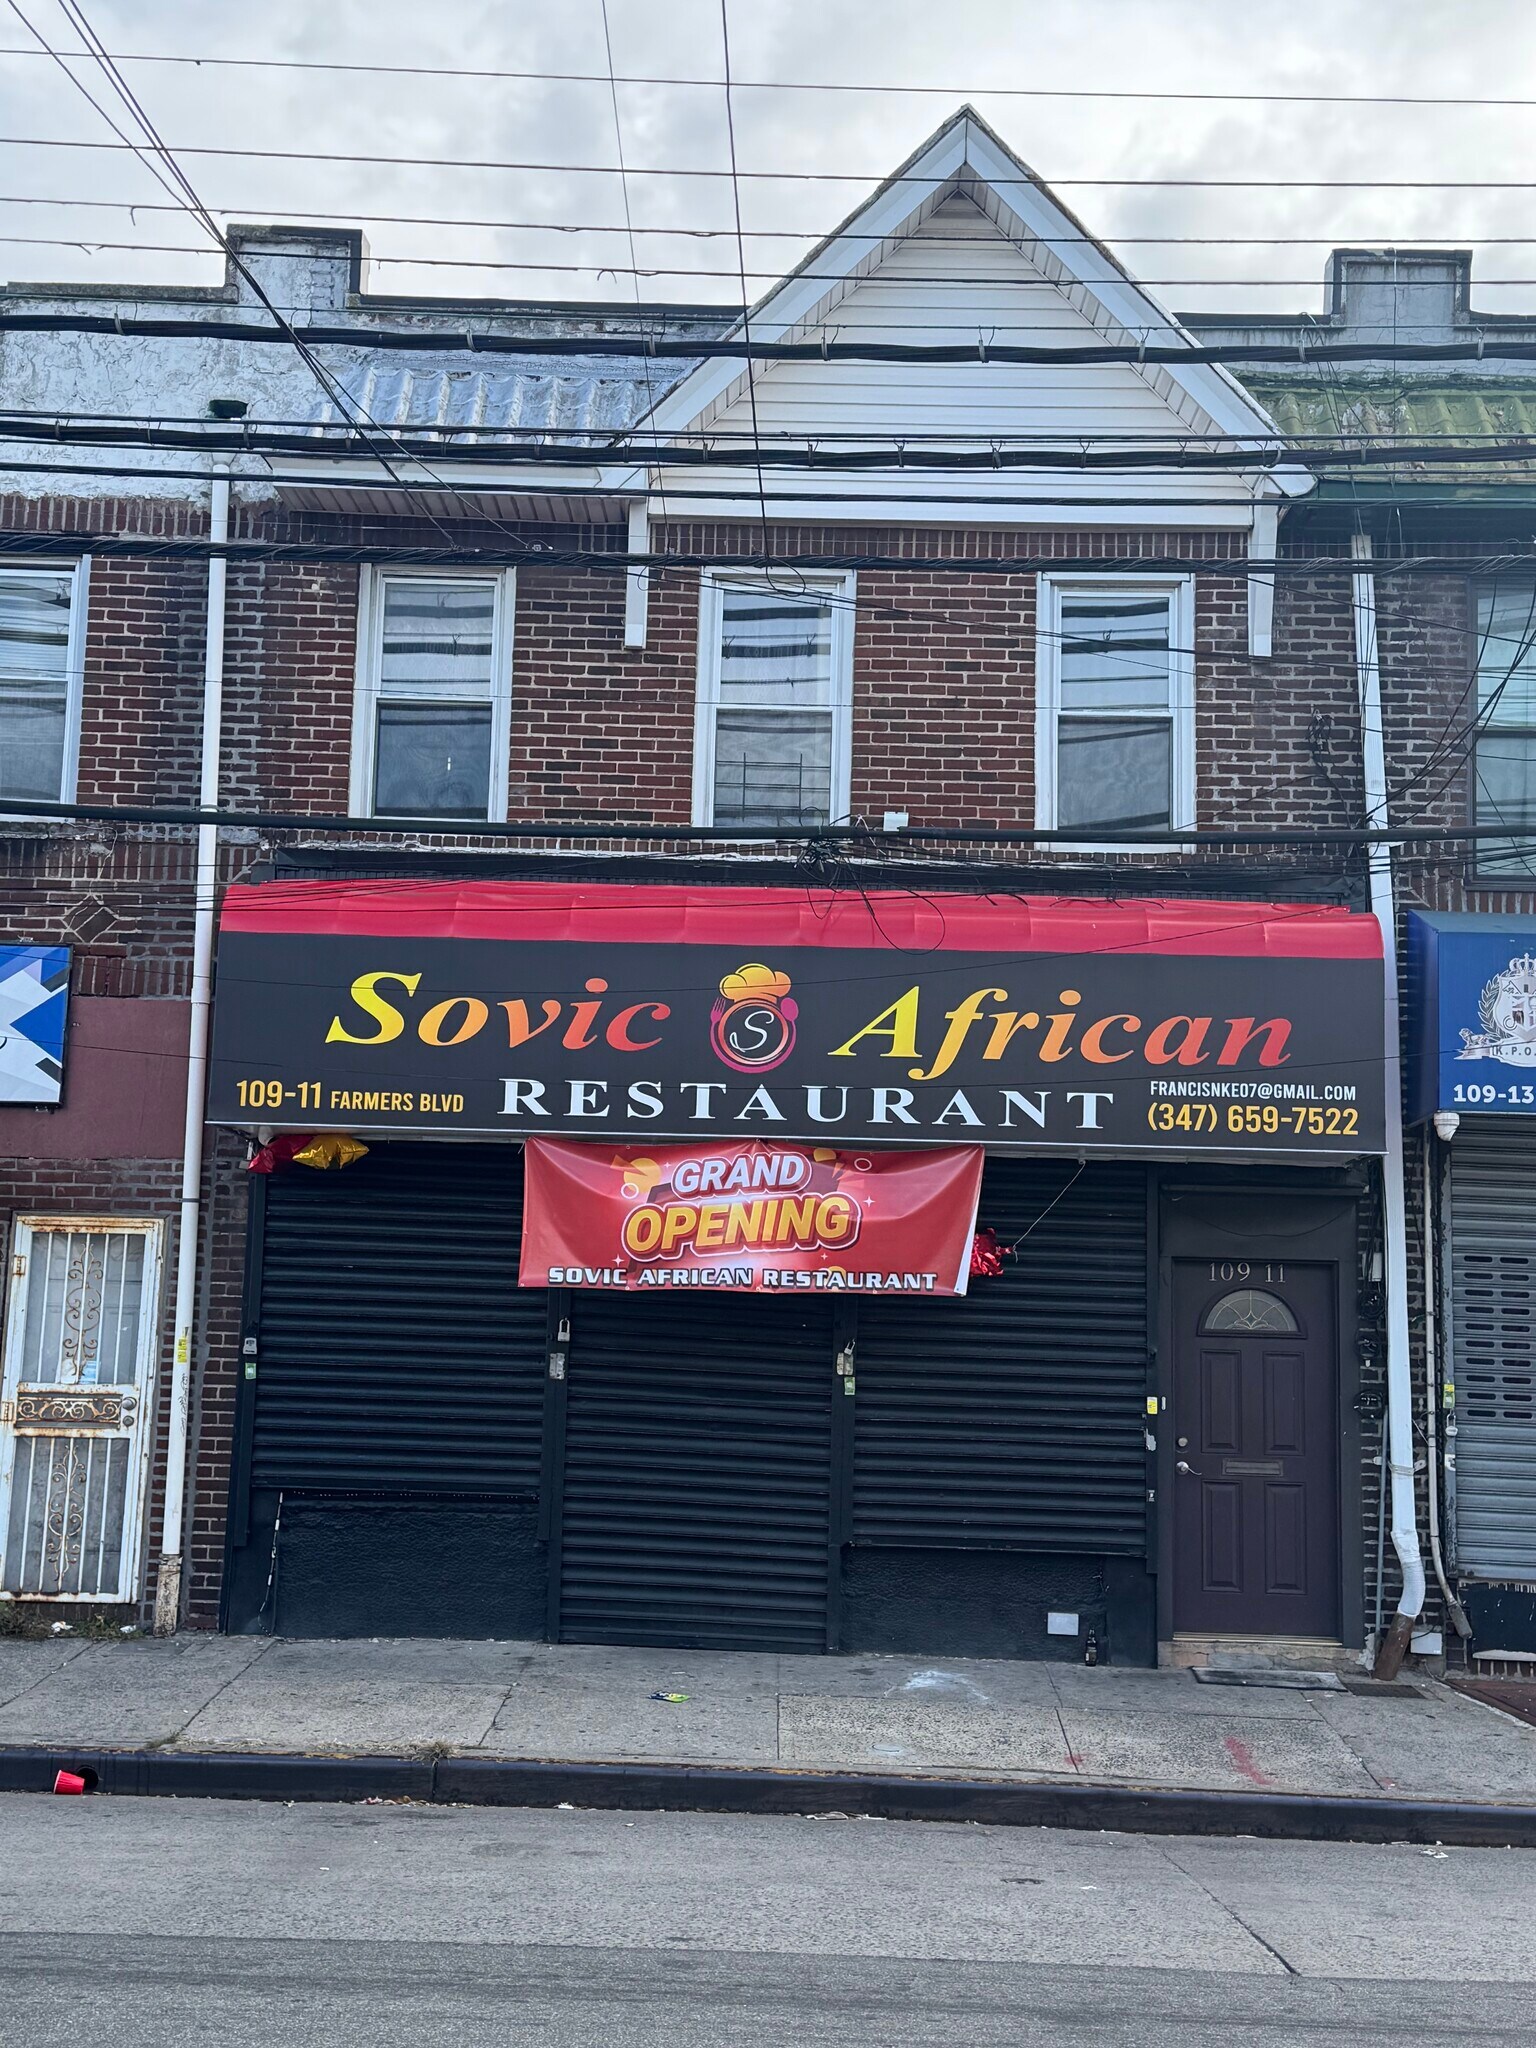 Sovic S African
109-11 FARMERS BLVD
RESTAURANT
FRANCISNKE07@GMAIL.COM
(347) 659-7522
GRAND
OPENING
SOVIC AFRICAN RESTAURANT
109 11
K.P.O.
109-13